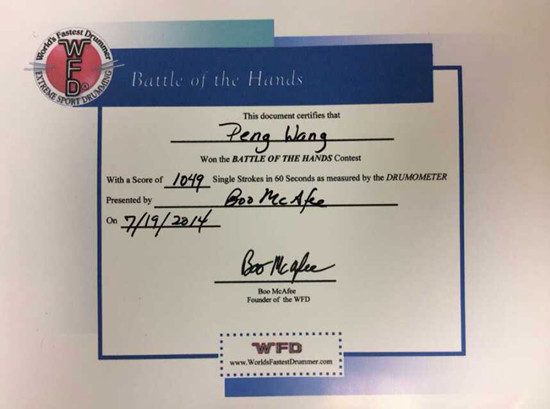 World's Fastest Drummer
WFD
EXTREME SPORT DRUMMING
Battle of the Hands
This document certifies that
Peng Wang
Won the BATTLE OF THE HANDS Contest
With a Score of 1049 Single Strokes in 60 Seconds as measured by the DRUMOMETER
Presented by Boo McAfee
On 7/19/2014
Boo McAfee
Boo McAfee
Founder of the WFD
WFD
www.WorldsFastestDrummer.com